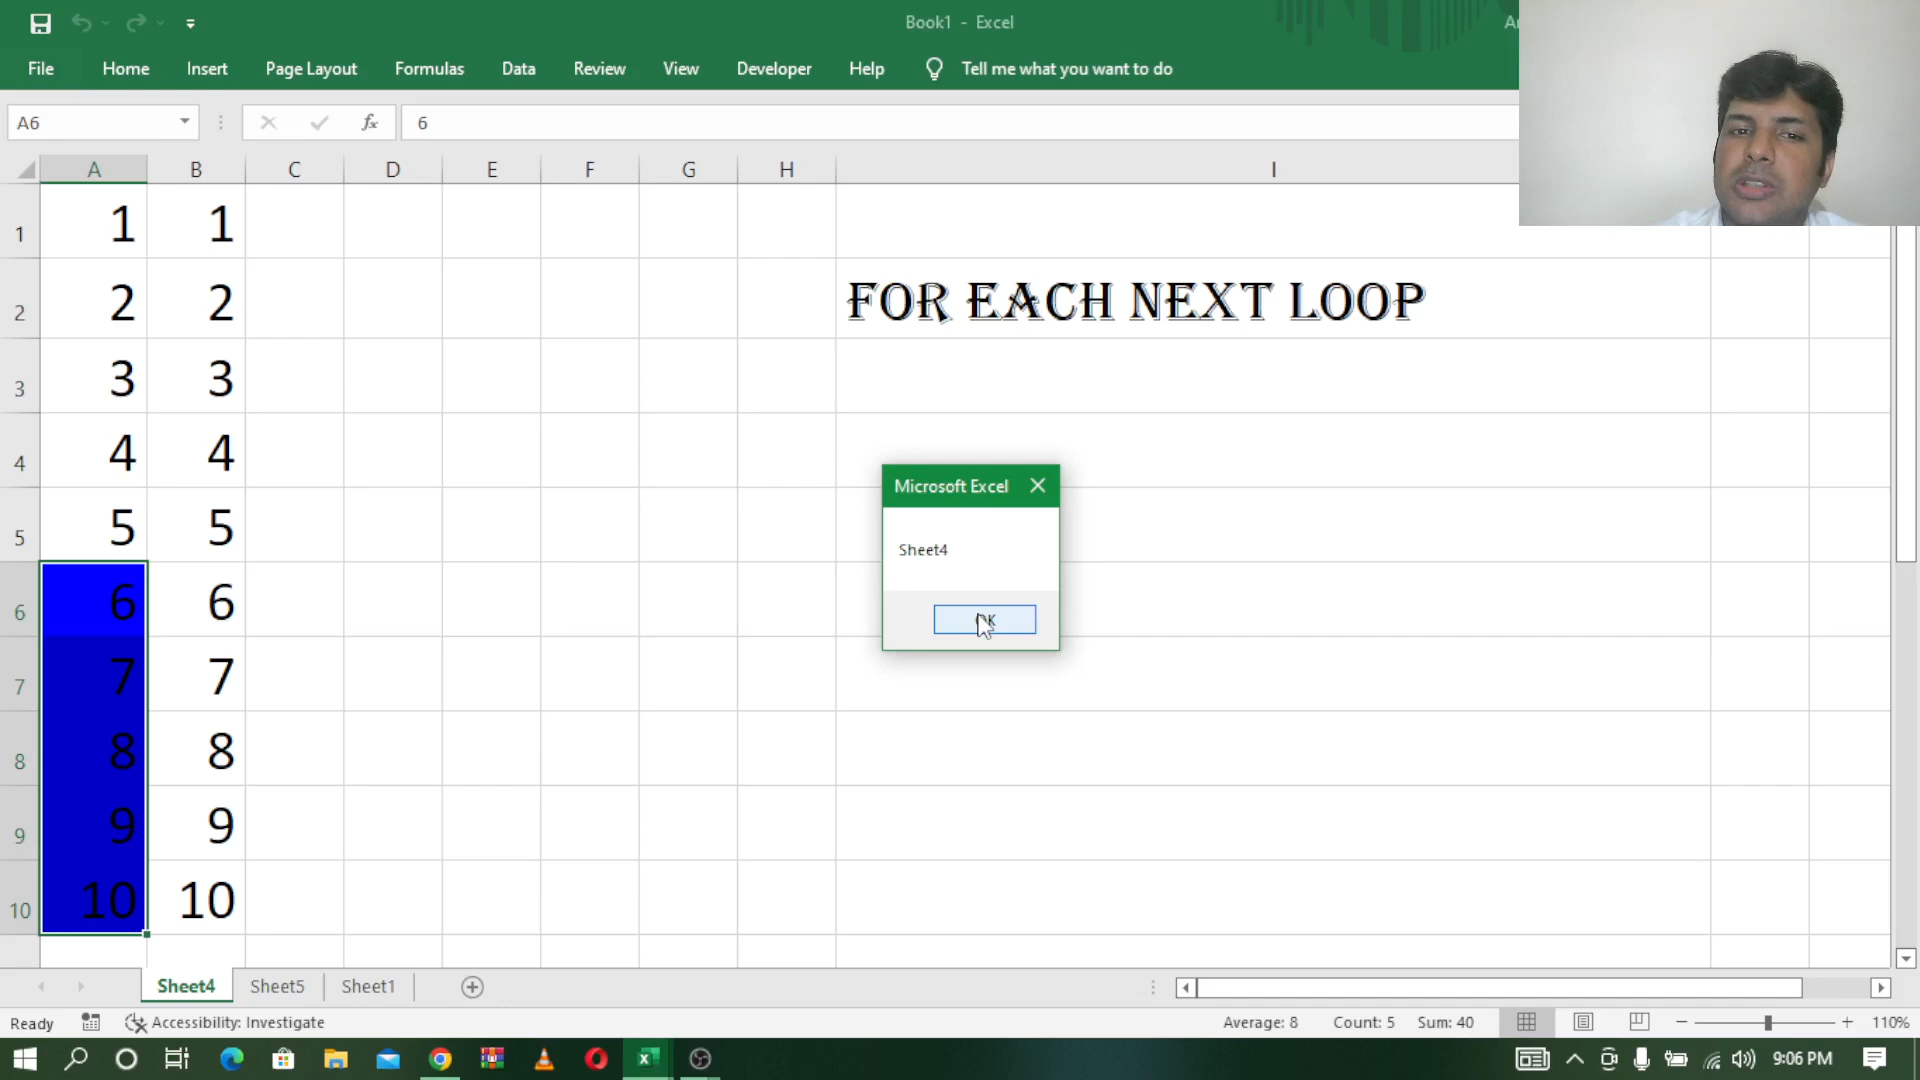 Book1 - Excel
File Home Insert Page Layout Formulas Data Review View Developer Help Tell me what you want to do
A6 fx 6
A B C D E F G H I
1 1 1
2 2 2 FOR EACH NEXT LOOP
3 3 3
4 4 4
5 5 5
6 6 6
7 7 7
8 8 8
9 9 9
10 10 10
Microsoft Excel
Sheet4
OK
Sheet4 Sheet5 Sheet1
Ready Accessibility: Investigate Average: 8 Count: 5 Sum: 40 110%
9:06 PM